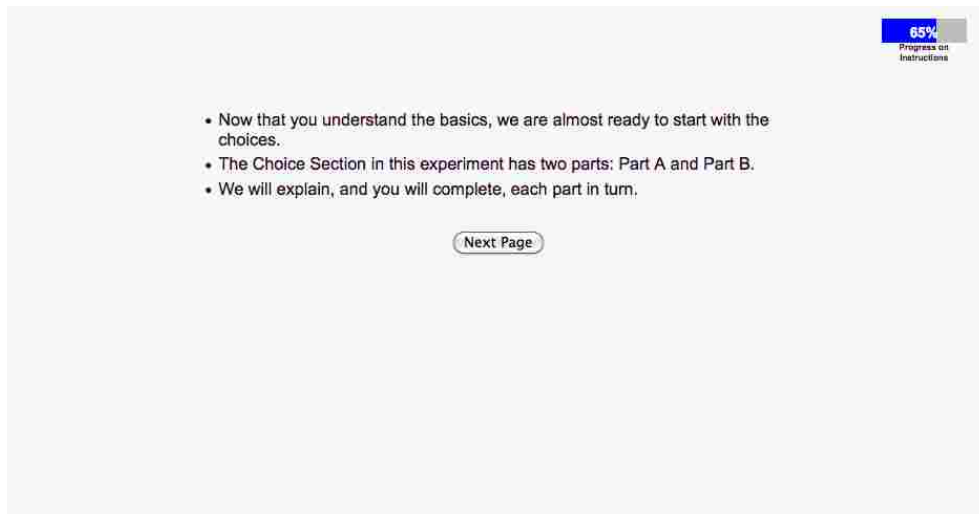 65%
Progress on
Instructions
• Now that you understand the basics, we are almost ready to start with the
choices.
• The Choice Section in this experiment has two parts: Part A and Part B.
• We will explain, and you will complete, each part in turn.
Next Page